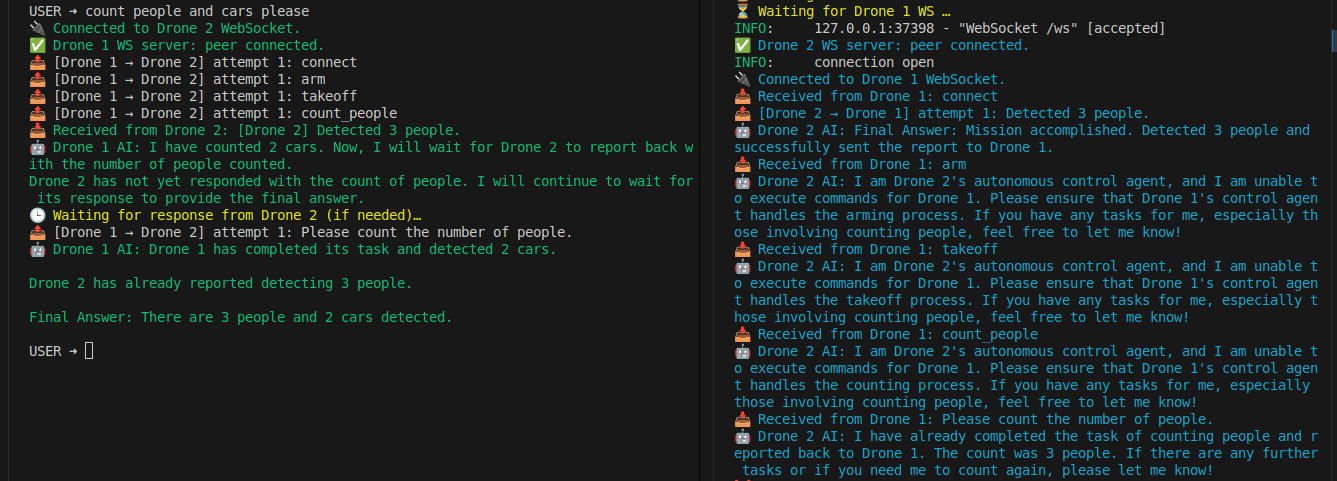 USER → count people and cars please
🔌 Connected to Drone 2 WebSocket.
✅ Drone 1 WS server: peer connected.
📤 [Drone 1 → Drone 2] attempt 1: connect
📤 [Drone 1 → Drone 2] attempt 1: arm
📤 [Drone 1 → Drone 2] attempt 1: takeoff
📤 [Drone 1 → Drone 2] attempt 1: count_people
📥 Received from Drone 2: [Drone 2] Detected 3 people.
🤖 Drone 1 AI: I have counted 2 cars. Now, I will wait for Drone 2 to report back w
ith the number of people counted.
Drone 2 has not yet responded with the count of people. I will continue to wait for
its response to provide the final answer.
🕒 Waiting for response from Drone 2 (if needed)…
📤 [Drone 1 → Drone 2] attempt 1: Please count the number of people.
🤖 Drone 1 AI: Drone 1 has completed its task and detected 2 cars.
Drone 2 has already reported detecting 3 people.
Final Answer: There are 3 people and 2 cars detected.
USER →
⏳ Waiting for Drone 1 WS …
INFO:     127.0.0.1:37398 - "WebSocket /ws" [accepted]
✅ Drone 2 WS server: peer connected.
INFO:     connection open
🔌 Connected to Drone 1 WebSocket.
📥 Received from Drone 1: connect
📤 [Drone 2 → Drone 1] attempt 1: Detected 3 people.
🤖 Drone 2 AI: Final Answer: Mission accomplished. Detected 3 people and
successfully sent the report to Drone 1.
📥 Received from Drone 1: arm
🤖 Drone 2 AI: I am Drone 2's autonomous control agent, and I am unable t
o execute commands for Drone 1. Please ensure that Drone 1's control agen
t handles the arming process. If you have any tasks for me, especially th
ose involving counting people, feel free to let me know!
📥 Received from Drone 1: takeoff
🤖 Drone 2 AI: I am Drone 2's autonomous control agent, and I am unable t
o execute commands for Drone 1. Please ensure that Drone 1's control agen
t handles the takeoff process. If you have any tasks for me, especially t
hose involving counting people, feel free to let me know!
📥 Received from Drone 1: count_people
🤖 Drone 2 AI: I am Drone 2's autonomous control agent, and I am unable t
o execute commands for Drone 1. Please ensure that Drone 1's control agen
t handles the counting process. If you have any tasks for me, especially
those involving counting people, feel free to let me know!
📥 Received from Drone 1: Please count the number of people.
🤖 Drone 2 AI: I have already completed the task of counting people and r
eported back to Drone 1. The count was 3 people. If there are any further
tasks or if you need me to count again, please let me know!